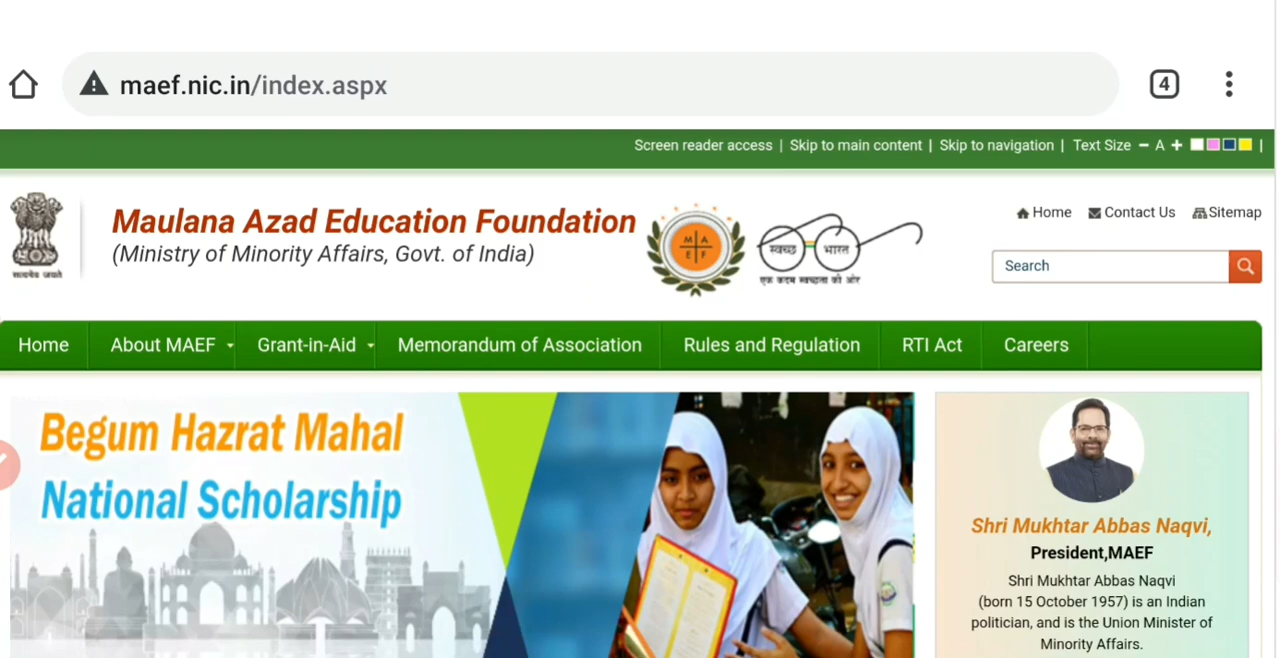 maef.nic.in/index.aspx
4
Screen reader access | Skip to main content | Skip to navigation | Text Size − A + |
Maulana Azad Education Foundation
(Ministry of Minority Affairs, Govt. of India)
सत्यमेव जयते
M A
E F
स्वच्छ भारत
एक कदम स्वच्छता की ओर
Home Contact Us Sitemap
Search
Home About MAEF Grant-in-Aid Memorandum of Association Rules and Regulation RTI Act Careers
Begum Hazrat Mahal
National Scholarship
Shri Mukhtar Abbas Naqvi,
President,MAEF
Shri Mukhtar Abbas Naqvi
(born 15 October 1957) is an Indian
politician, and is the Union Minister of
Minority Affairs.